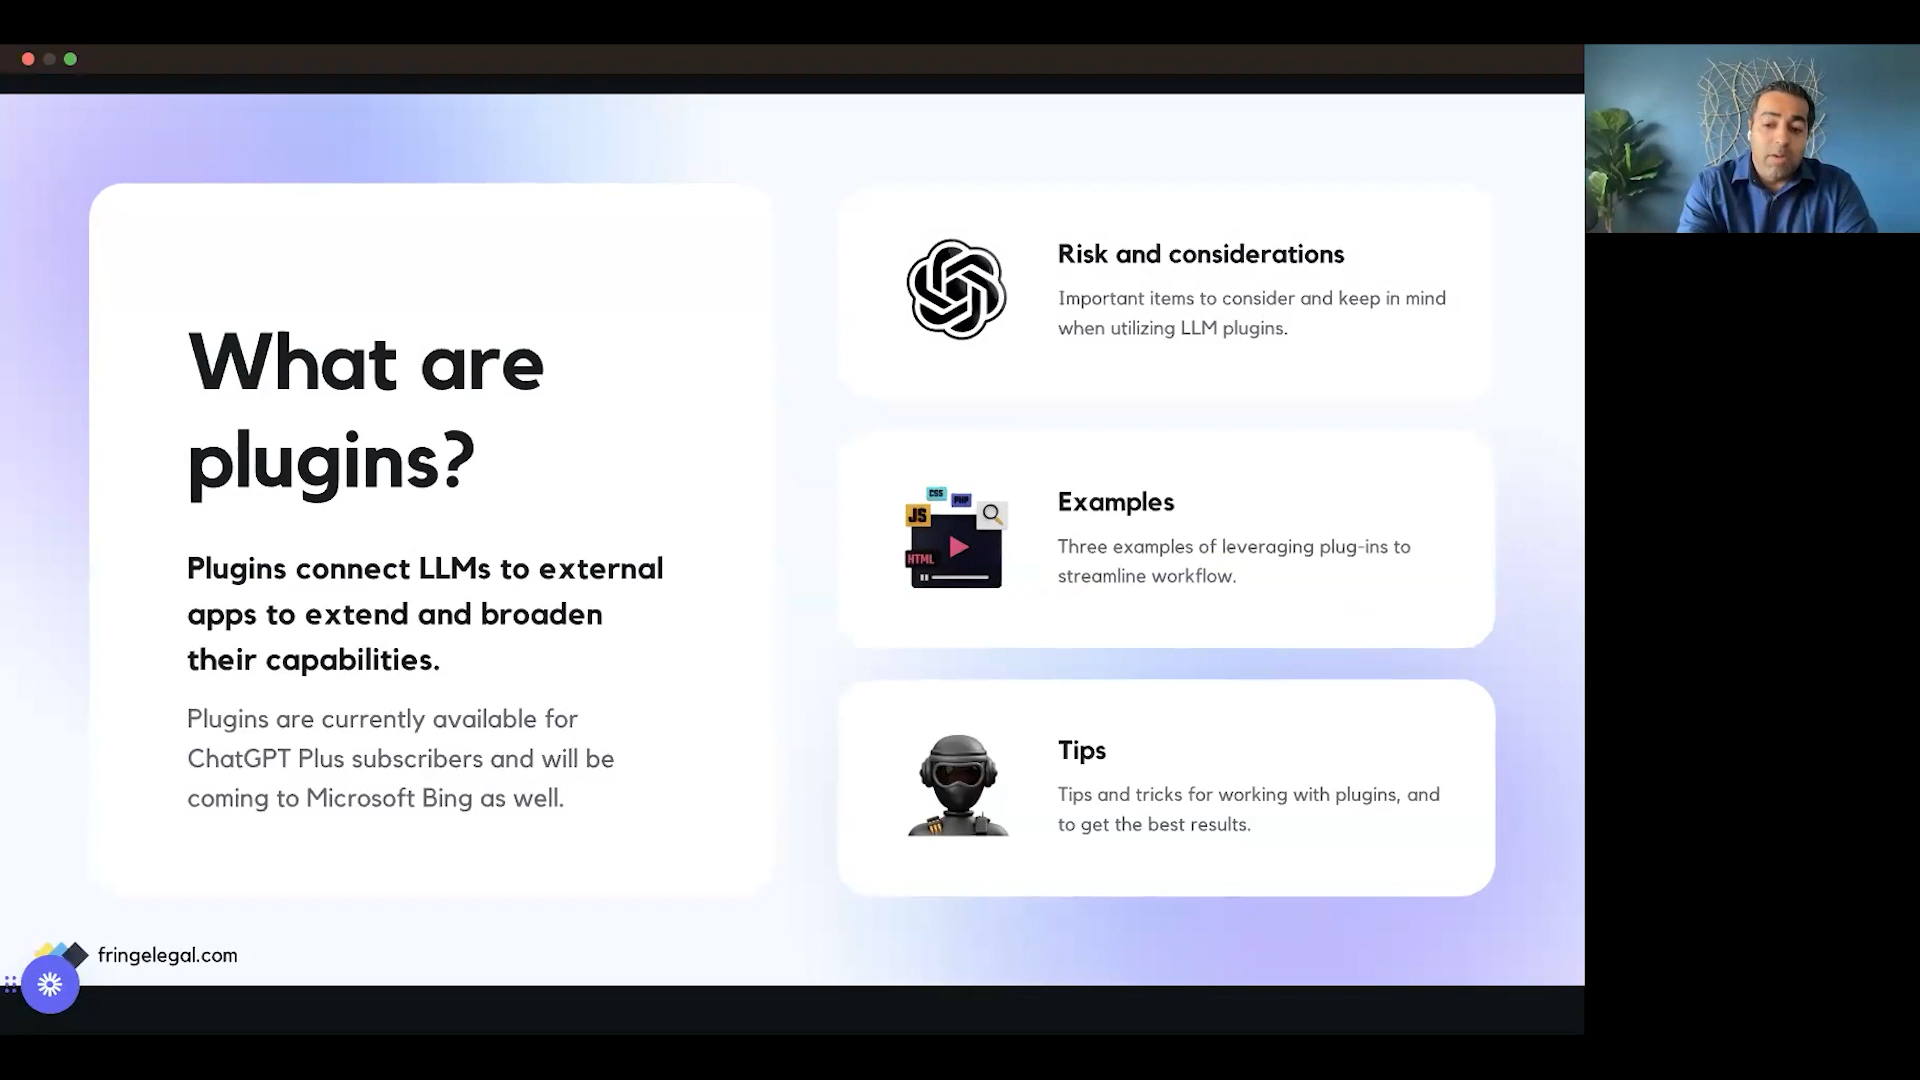 What are
plugins?
Plugins connect LLMs to external
apps to extend and broaden
their capabilities.
Plugins are currently available for
ChatGPT Plus subscribers and will be
coming to Microsoft Bing as well.
Risk and considerations
Important items to consider and keep in mind
when utilizing LLM plugins.
CSS
PHP
JS
HTML
Examples
Three examples of leveraging plug-ins to
streamline workflow.
Tips
Tips and tricks for working with plugins, and
to get the best results.
fringelegal.com